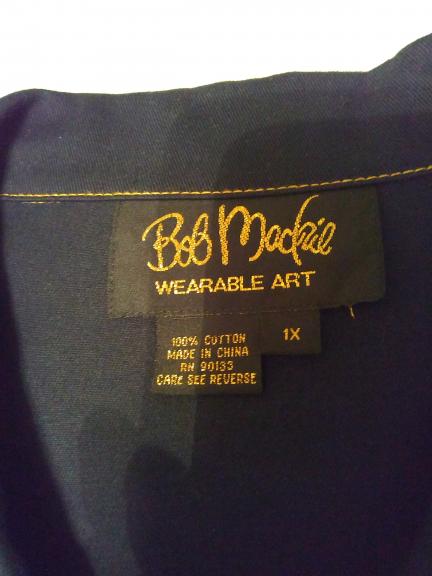 Bob Mackie
WEARABLE ART
1X
100% COTTON
MADE IN CHINA
RN 90133
CARE SEE REVERSE